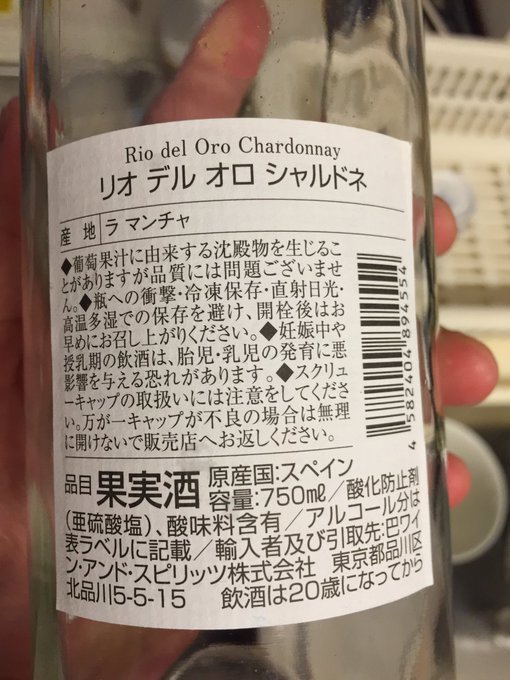 Rio del Oro Chardonnay
リオ デル オロ シャルドネ
産 地 ラ マンチャ
◆葡萄果汁に由来する沈殿物を生じるこ
とがありますが品質には問題ございませ
ん。◆瓶への衝撃・冷凍保存・直射日光・
高温多湿での保存を避け、開栓後はお
早めにお召し上がりください。◆妊娠中や
授乳期の飲酒は、胎児・乳児の発育に悪
影響を与える恐れがあります。◆スクリュ
ーキャップの取扱いには注意をしてくださ
い。万が一キャップが不良の場合は無理
に開けないで販売店へお返しください。
4 582404 894554
品目 果実酒 原産国:スペイン
容量:750mℓ/酸化防止剤
(亜硫酸塩)、酸味料含有/アルコール分は
表ラベルに記載/輸入者及び引取先:巴ワイ
ン・アンド・スピリッツ株式会社 東京都品川区
北品川5-5-15 飲酒は20歳になってから